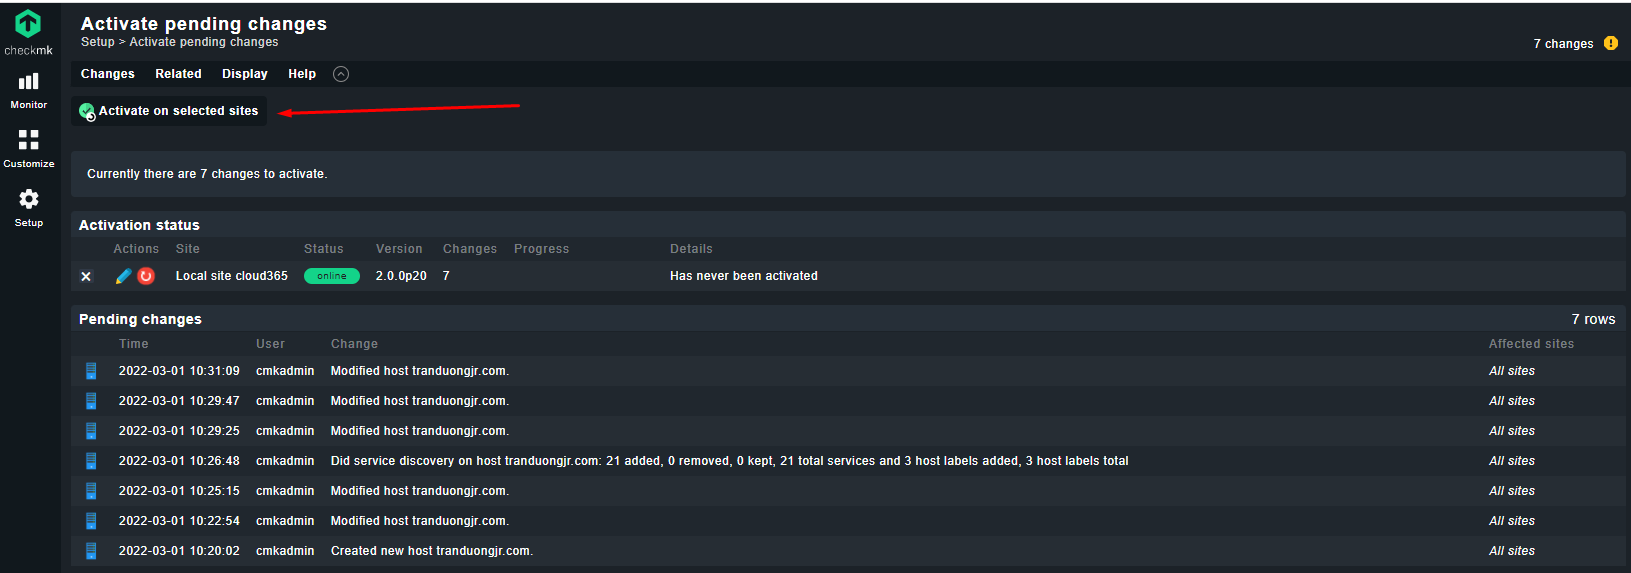 Activate pending changes
Setup > Activate pending changes
7 changes
checkmk
Changes Related Display Help
Monitor
Activate on selected sites
Customize
Currently there are 7 changes to activate.
Setup
Activation status
Actions Site Status Version Changes Progress Details
Local site cloud365 online 2.0.0p20 7 Has never been activated
Pending changes 7 rows
Time User Change Affected sites
2022-03-01 10:31:09 cmkadmin Modified host tranduongjr.com. All sites
2022-03-01 10:29:47 cmkadmin Modified host tranduongjr.com. All sites
2022-03-01 10:29:25 cmkadmin Modified host tranduongjr.com. All sites
2022-03-01 10:26:48 cmkadmin Did service discovery on host tranduongjr.com: 21 added, 0 removed, 0 kept, 21 total services and 3 host labels added, 3 host labels total All sites
2022-03-01 10:25:15 cmkadmin Modified host tranduongjr.com. All sites
2022-03-01 10:22:54 cmkadmin Modified host tranduongjr.com. All sites
2022-03-01 10:20:02 cmkadmin Created new host tranduongjr.com. All sites